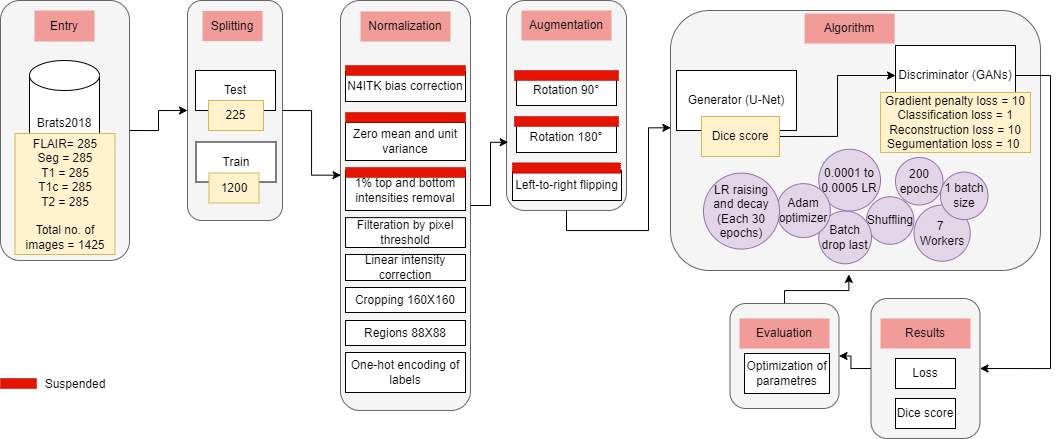 Entry
Brats2018
FLAIR= 285
Seg = 285
T1 = 285
T1c = 285
T2 = 285
Total no. of
images = 1425
Splitting
Test
225
Train
1200
Normalization
N4ITK bias correction
Zero mean and unit
variance
1% top and bottom
intensities removal
Filteration by pixel
threshold
Linear intensity
correction
Cropping 160X160
Regions 88X88
One-hot encoding of
labels
Augmentation
Rotation 90°
Rotation 180°
Left-to-right flipping
Algorithm
Generator (U-Net)
Dice score
Discriminator (GANs)
Gradient penalty loss = 10
Classification loss = 1
Reconstruction loss = 10
Segumentation loss = 10
LR raising
and decay
(Each 30
epochs)
Adam
optimizer
0.0001 to
0.0005 LR
Batch
drop last
Shuffling
200
epochs
7
Workers
1 batch
size
Evaluation
Optimization of
parametres
Results
Loss
Dice score
Suspended